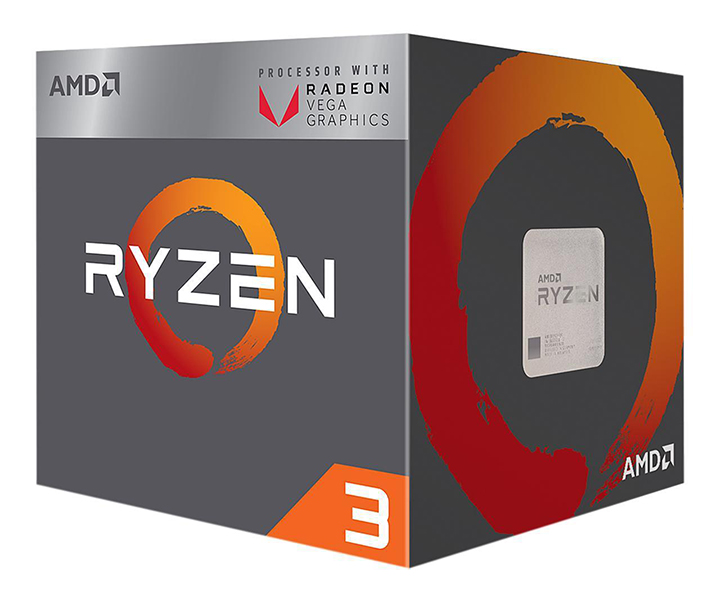 AMD
PROCESSOR WITH
RADEON
VEGA
GRAPHICS
RYZEN
3
AMD
RYZEN
AMD